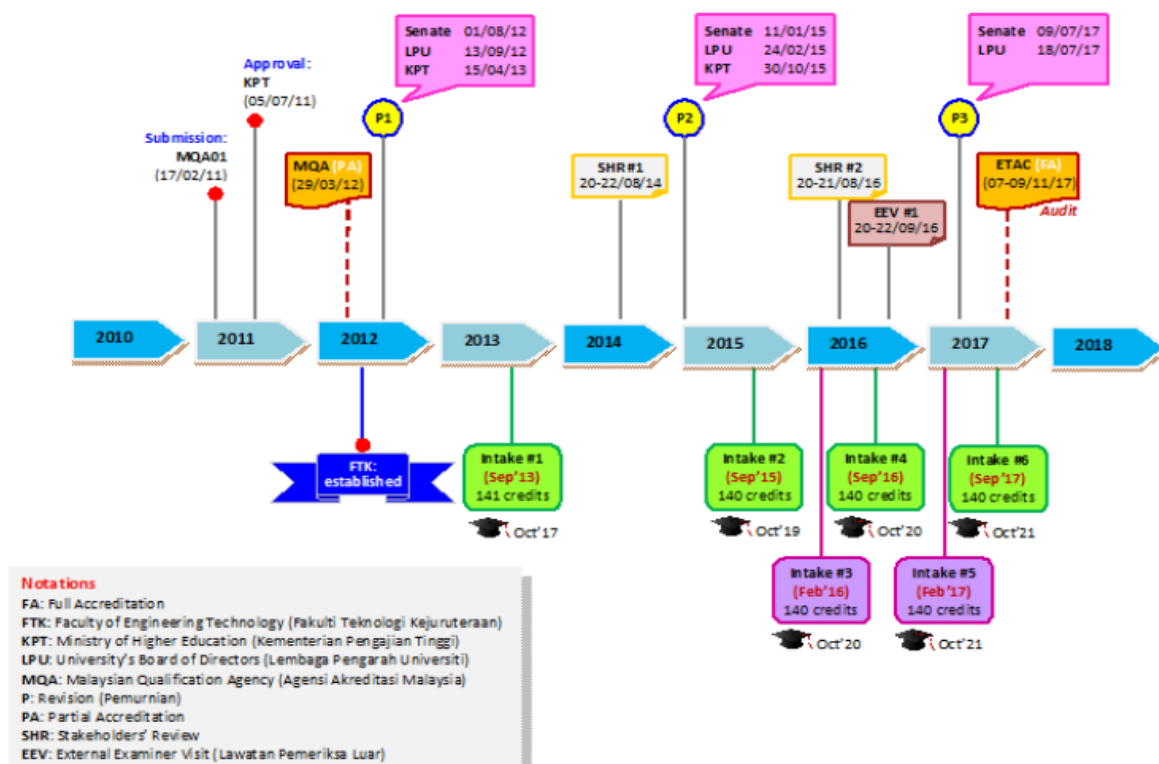 Senate 01/08/12
LPU 13/09/12
KPT 15/04/13
Senate 11/01/15
LPU 24/02/15
KPT 30/10/15
Senate 09/07/17
LPU 18/07/17
Approval:
KPT
(05/07/11)
P1
P2
P3
Submission:
MQA01
(17/02/11)
MQA (PA)
(29/03/12)
SHR #1
20-22/08/14
SHR #2
20-21/08/16
EEV #1
20-22/09/16
ETAC (FA)
(07-09/11/17)
Audit
2010
2011
2012
2013
2014
2015
2016
2017
2018
FTK:
established
Intake #1
(Sep'13)
141 credits
Oct'17
Intake #2
(Sep'15)
140 credits
Oct'19
Intake #4
(Sep'16)
140 credits
Oct'20
Intake #6
(Sep'17)
140 credits
Oct'21
Intake #3
(Feb'16)
140 credits
Oct'20
Intake #5
(Feb'17)
140 credits
Oct'21
Notations
FA: Full Accreditation
FTK: Faculty of Engineering Technology (Fakulti Teknologi Kejuruteraan)
KPT: Ministry of Higher Education (Kementerian Pengajian Tinggi)
LPU: University's Board of Directors (Lembaga Pengarah Universiti)
MQA: Malaysian Qualification Agency (Agensi Akreditasi Malaysia)
P: Revision (Pemurnian)
PA: Partial Accreditation
SHR: Stakeholders' Review
EEV: External Examiner Visit (Lawatan Pemeriksa Luar)